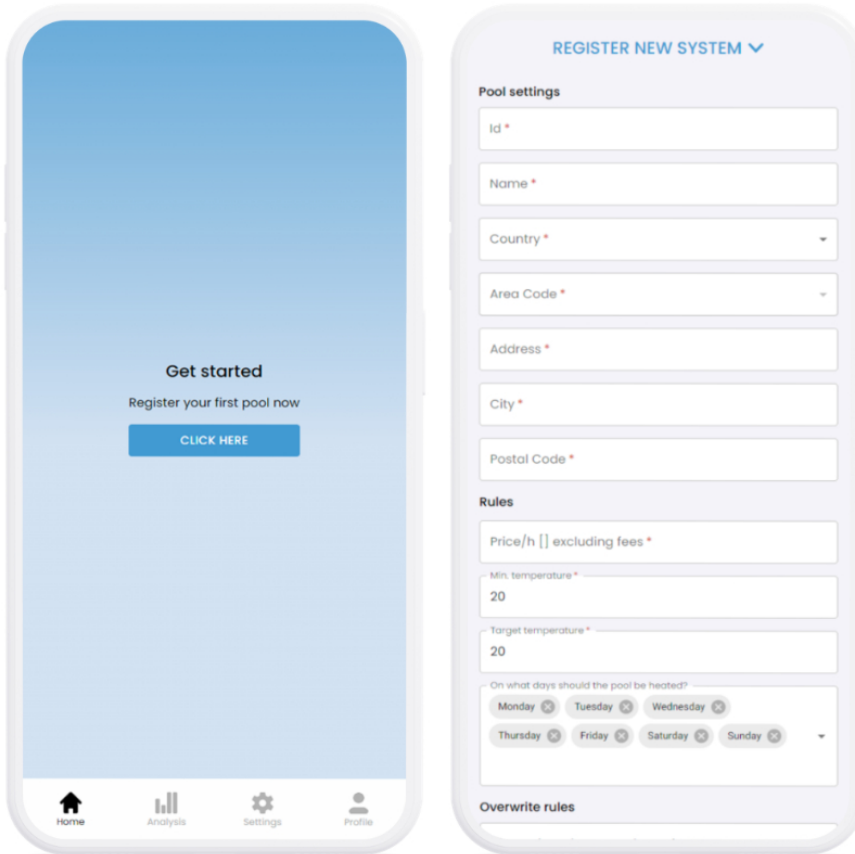 Get started
Register your first pool now
CLICK HERE
Home
Analysis
Settings
Profile
REGISTER NEW SYSTEM
Pool settings
Id *
Name *
Country *
Area Code *
Address *
City *
Postal Code *
Rules
Price/h [] excluding fees *
Min. temperature *
20
Target temperature *
20
On what days should the pool be heated?
Monday Tuesday Wednesday
Thursday Friday Saturday Sunday
Overwrite rules